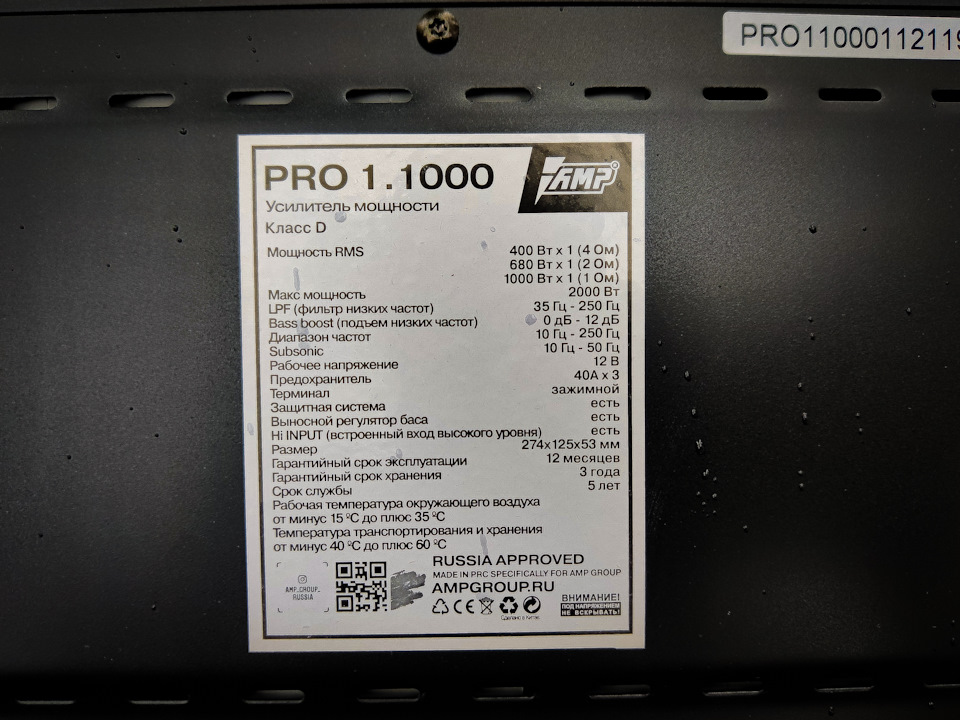 PRO11000112119
PRO 1.1000
AMP
Усилитель мощности
Класс D
Мощность RMS 400 Вт x 1 (4 Ом)
680 Вт x 1 (2 Ом)
1000 Вт x 1 (1 Ом)
Макс мощность 2000 Вт
LPF (фильтр низких частот) 35 Гц - 250 Гц
Bass boost (подъем низких частот) 0 дБ - 12 дБ
Диапазон частот 10 Гц - 250 Гц
Subsonic 10 Гц - 50 Гц
Рабочее напряжение 12 В
Предохранитель 40А x 3
Терминал зажимной
Защитная система есть
Выносной регулятор баса есть
Hi INPUT (встроенный вход высокого уровня) есть
Размер 274x125x53 мм
Гарантийный срок эксплуатации 12 месяцев
Гарантийный срок хранения 3 года
Срок службы 5 лет
Рабочая температура окружающего воздуха
от минус 15 °C до плюс 35 °C
Температура транспортирования и хранения
от минус 40 °C до плюс 60 °C
AMP_GROUP_
RUSSIA
RUSSIA APPROVED
MADE IN PRC SPECIFICALLY FOR AMP GROUP
AMPGROUP.RU
CE
Сделано в Китае
ВНИМАНИЕ!
ПОД НАПРЯЖЕНИЕМ
НЕ ВСКРЫВАТЬ!